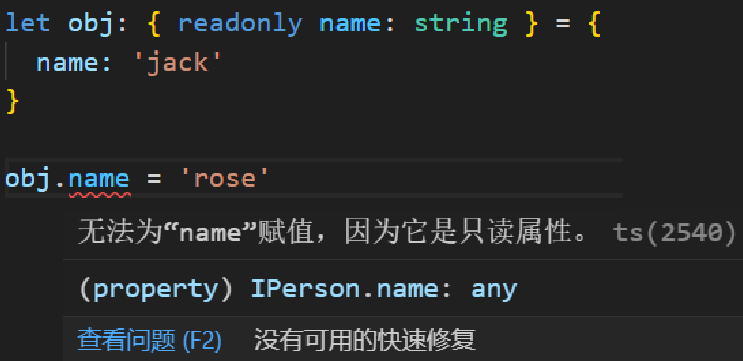 let obj: { readonly name: string } = {
  name: 'jack'
}
obj.name = 'rose'
无法为“name”赋值，因为它是只读属性。 ts(2540)
(property) IPerson.name: any
查看问题 (F2) 没有可用的快速修复